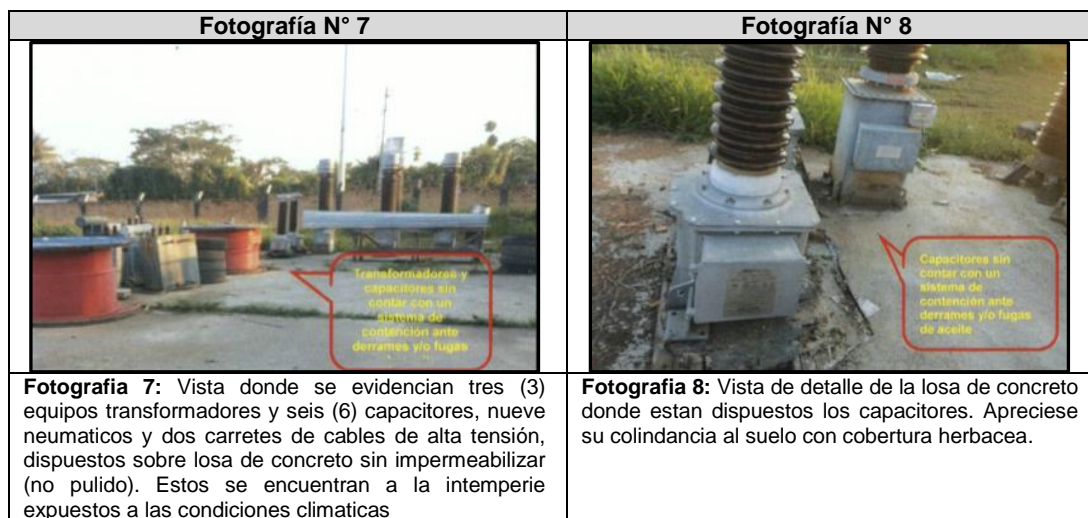 Fotografía N° 7
Fotografía N° 8
Transformadores y
capacitores sin
contar con un
sistema de
contención ante
derrames y/o fugas
Capacitores sin
contar con un
sistema de
contención ante
derrames y/o fugas
de aceite
Fotografia 7: Vista donde se evidencian tres (3)
equipos transformadores y seis (6) capacitores, nueve
neumaticos y dos carretes de cables de alta tensión,
dispuestos sobre losa de concreto sin impermeabilizar
(no pulido). Estos se encuentran a la intemperie
expuestos a las condiciones climaticas
Fotografia 8: Vista de detalle de la losa de concreto
donde estan dispuestos los capacitores. Apreciese
su colindancia al suelo con cobertura herbacea.